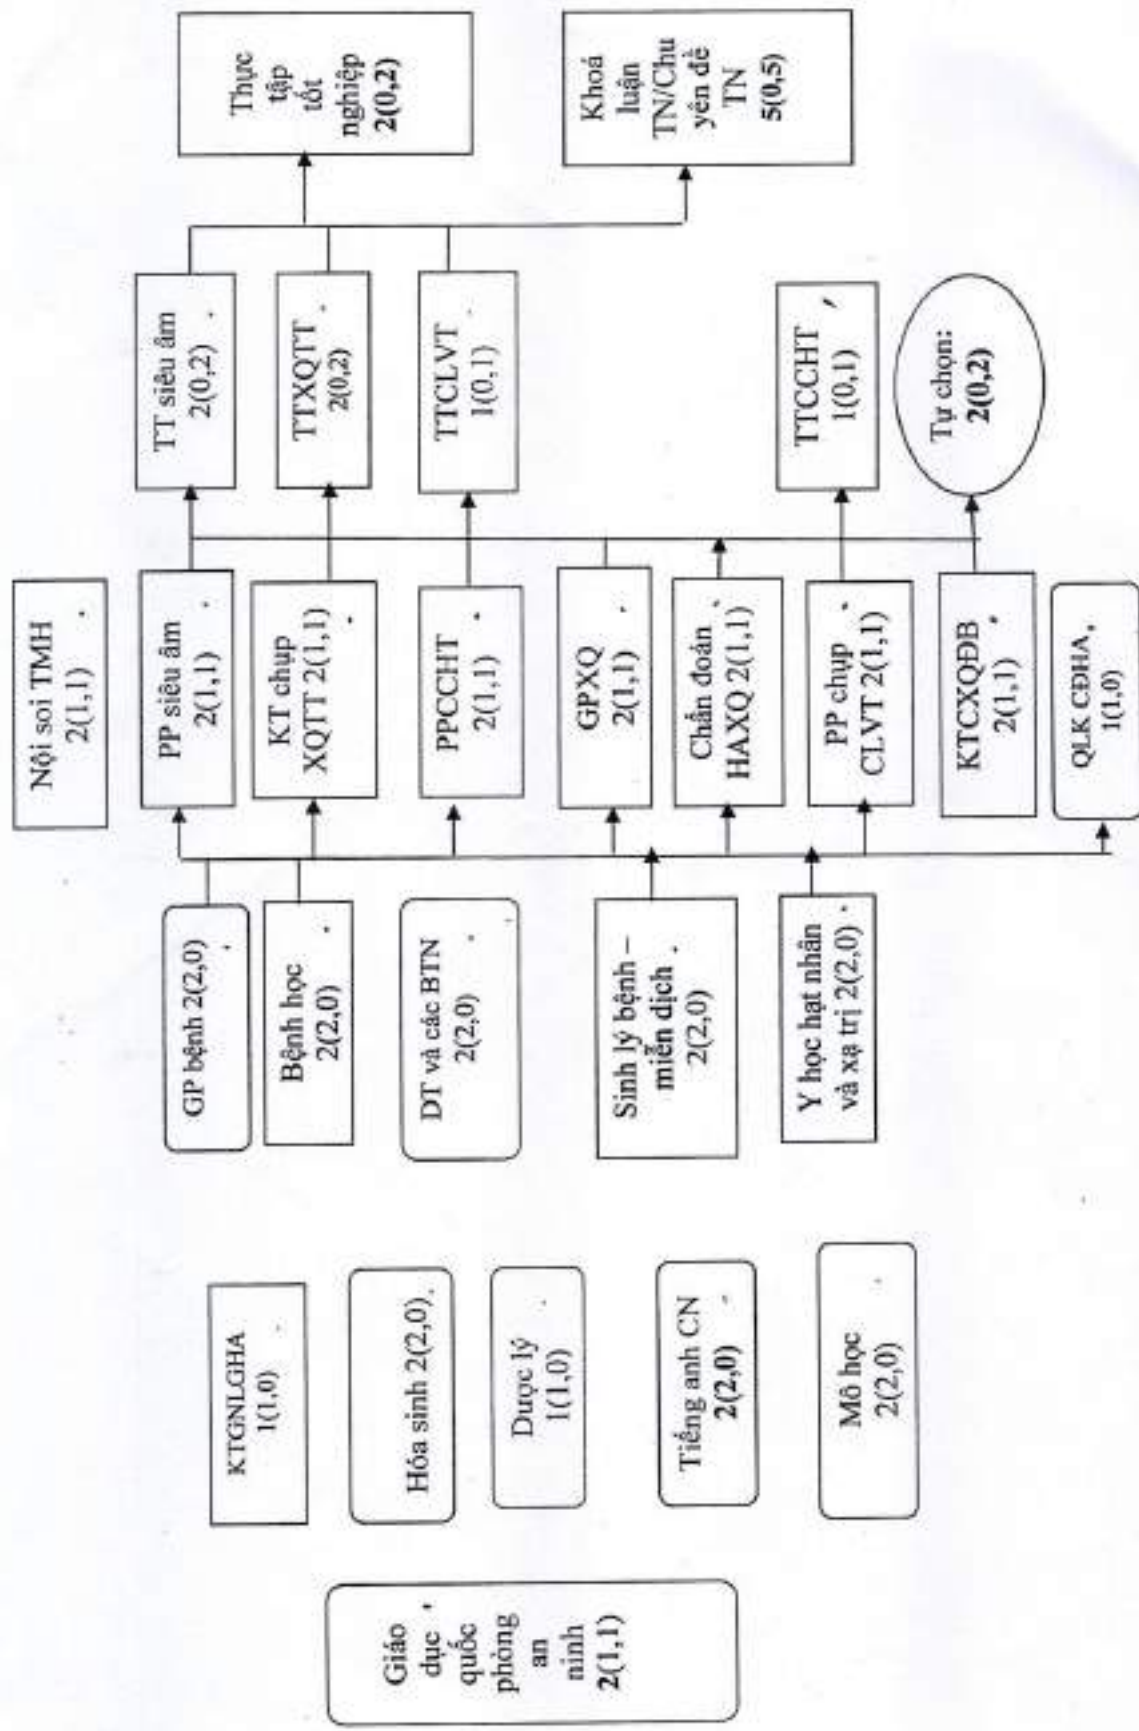 Giáo
dục
quốc
phòng
an
ninh
2(1,1)
KTGNLGHA
1(1,0)
Hóa sinh 2(2,0)
Dược lý
1(1,0)
Tiếng anh CN
2(2,0)
Mô học
2(2,0)
GP bệnh 2(2,0)
Bệnh học
2(2,0)
DT và các BTN
2(2,0)
Sinh lý bệnh –
miễn dịch
2(2,0)
Y học hạt nhân
và xạ trị 2(2,0)
Nội soi TMH
2(1,1)
PP siêu âm
2(1,1)
KT chụp
XQTT 2(1,1)
PPCCHT
2(1,1)
GPXQ
2(1,1)
Chẩn đoán
HAXQ 2(1,1)
PP chụp
CLVT 2(1,1)
KTCXQĐB
2(1,1)
QLK CĐHA
1(1,0)
TT siêu âm
2(0,2)
TTXQTT
2(0,2)
TTCLVT
1(0,1)
TTCCHT
1(0,1)
Tự chọn:
2(0,2)
Thực
tập
tốt
nghiệp
2(0,2)
Khoá
luận
TN/Chu
yên đề
TN
5(0,5)